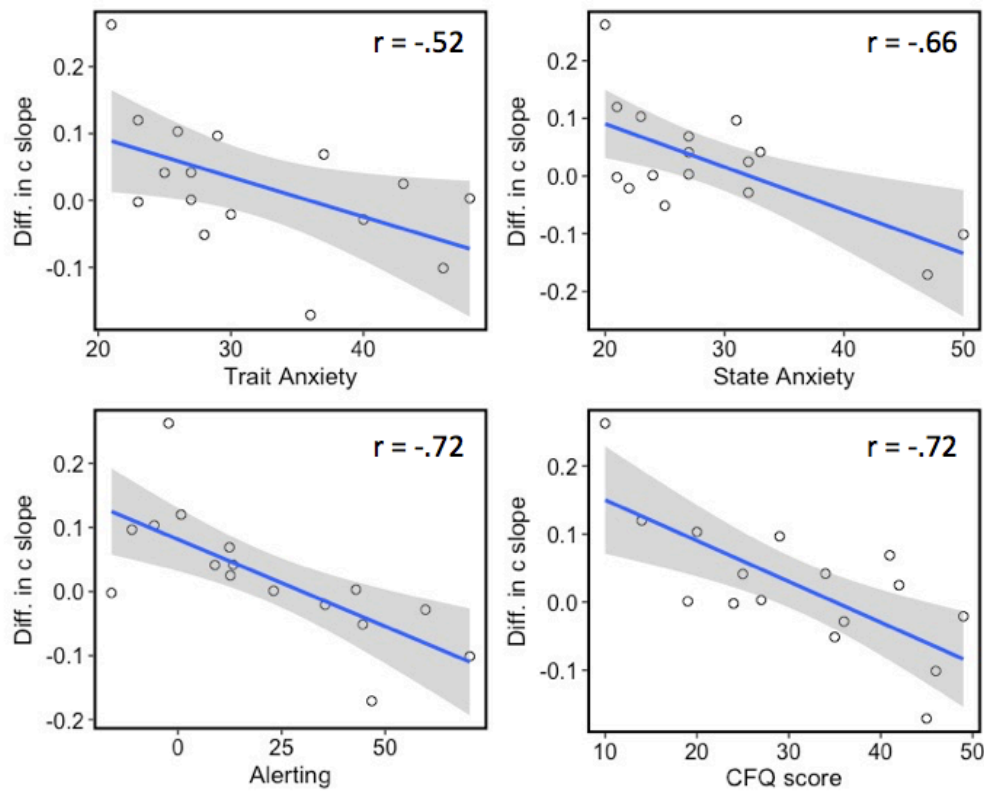 r = -.52
0.2
0.1
0.0
-0.1
Diff. in c slope
20 30 40
Trait Anxiety
r = -.66
0.2
0.1
0.0
-0.1
-0.2
Diff. in c slope
20 30 40 50
State Anxiety
r = -.72
0.2
0.1
0.0
-0.1
-0.2
Diff. in c slope
0 25 50
Alerting
r = -.72
0.2
0.1
0.0
-0.1
Diff. in c slope
10 20 30 40 50
CFQ score